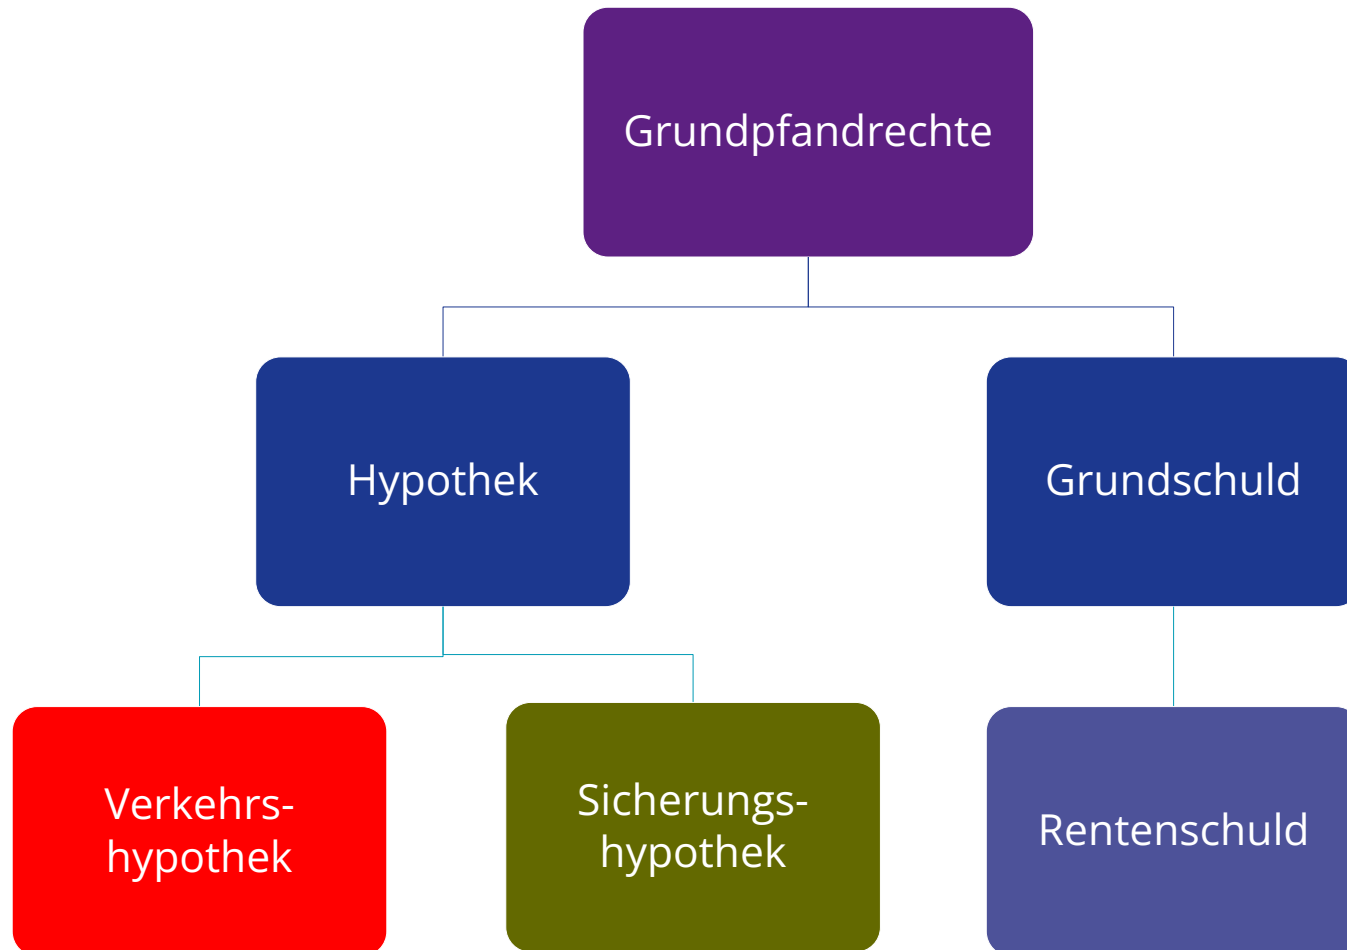 Grundpfandrechte
Hypothek
Grundschuld
Verkehrs-
hypothek
Sicherungs-
hypothek
Rentenschuld